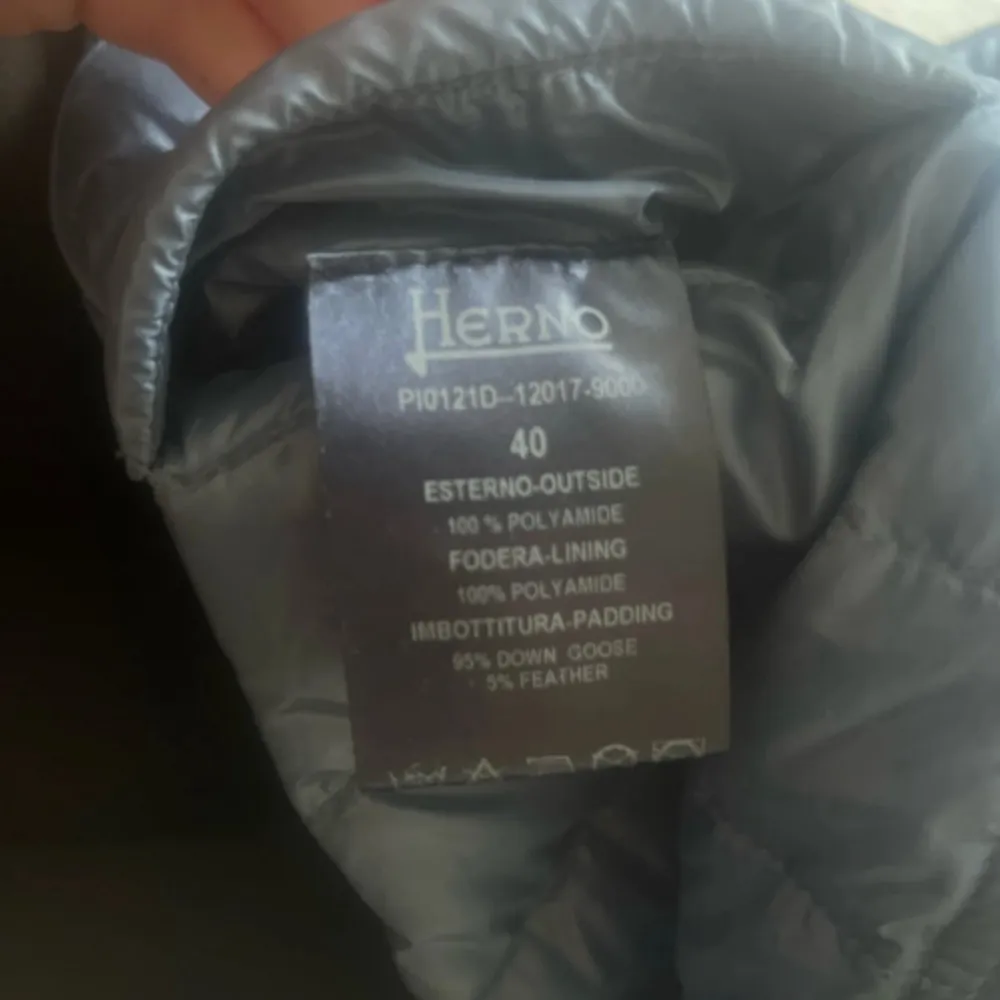 HERNO
PI0121D-12017-9000
40
ESTERNO-OUTSIDE
100 % POLYAMIDE
FODERA-LINING
100% POLYAMIDE
IMBOTTITURA-PADDING
95% DOWN GOOSE
5% FEATHER